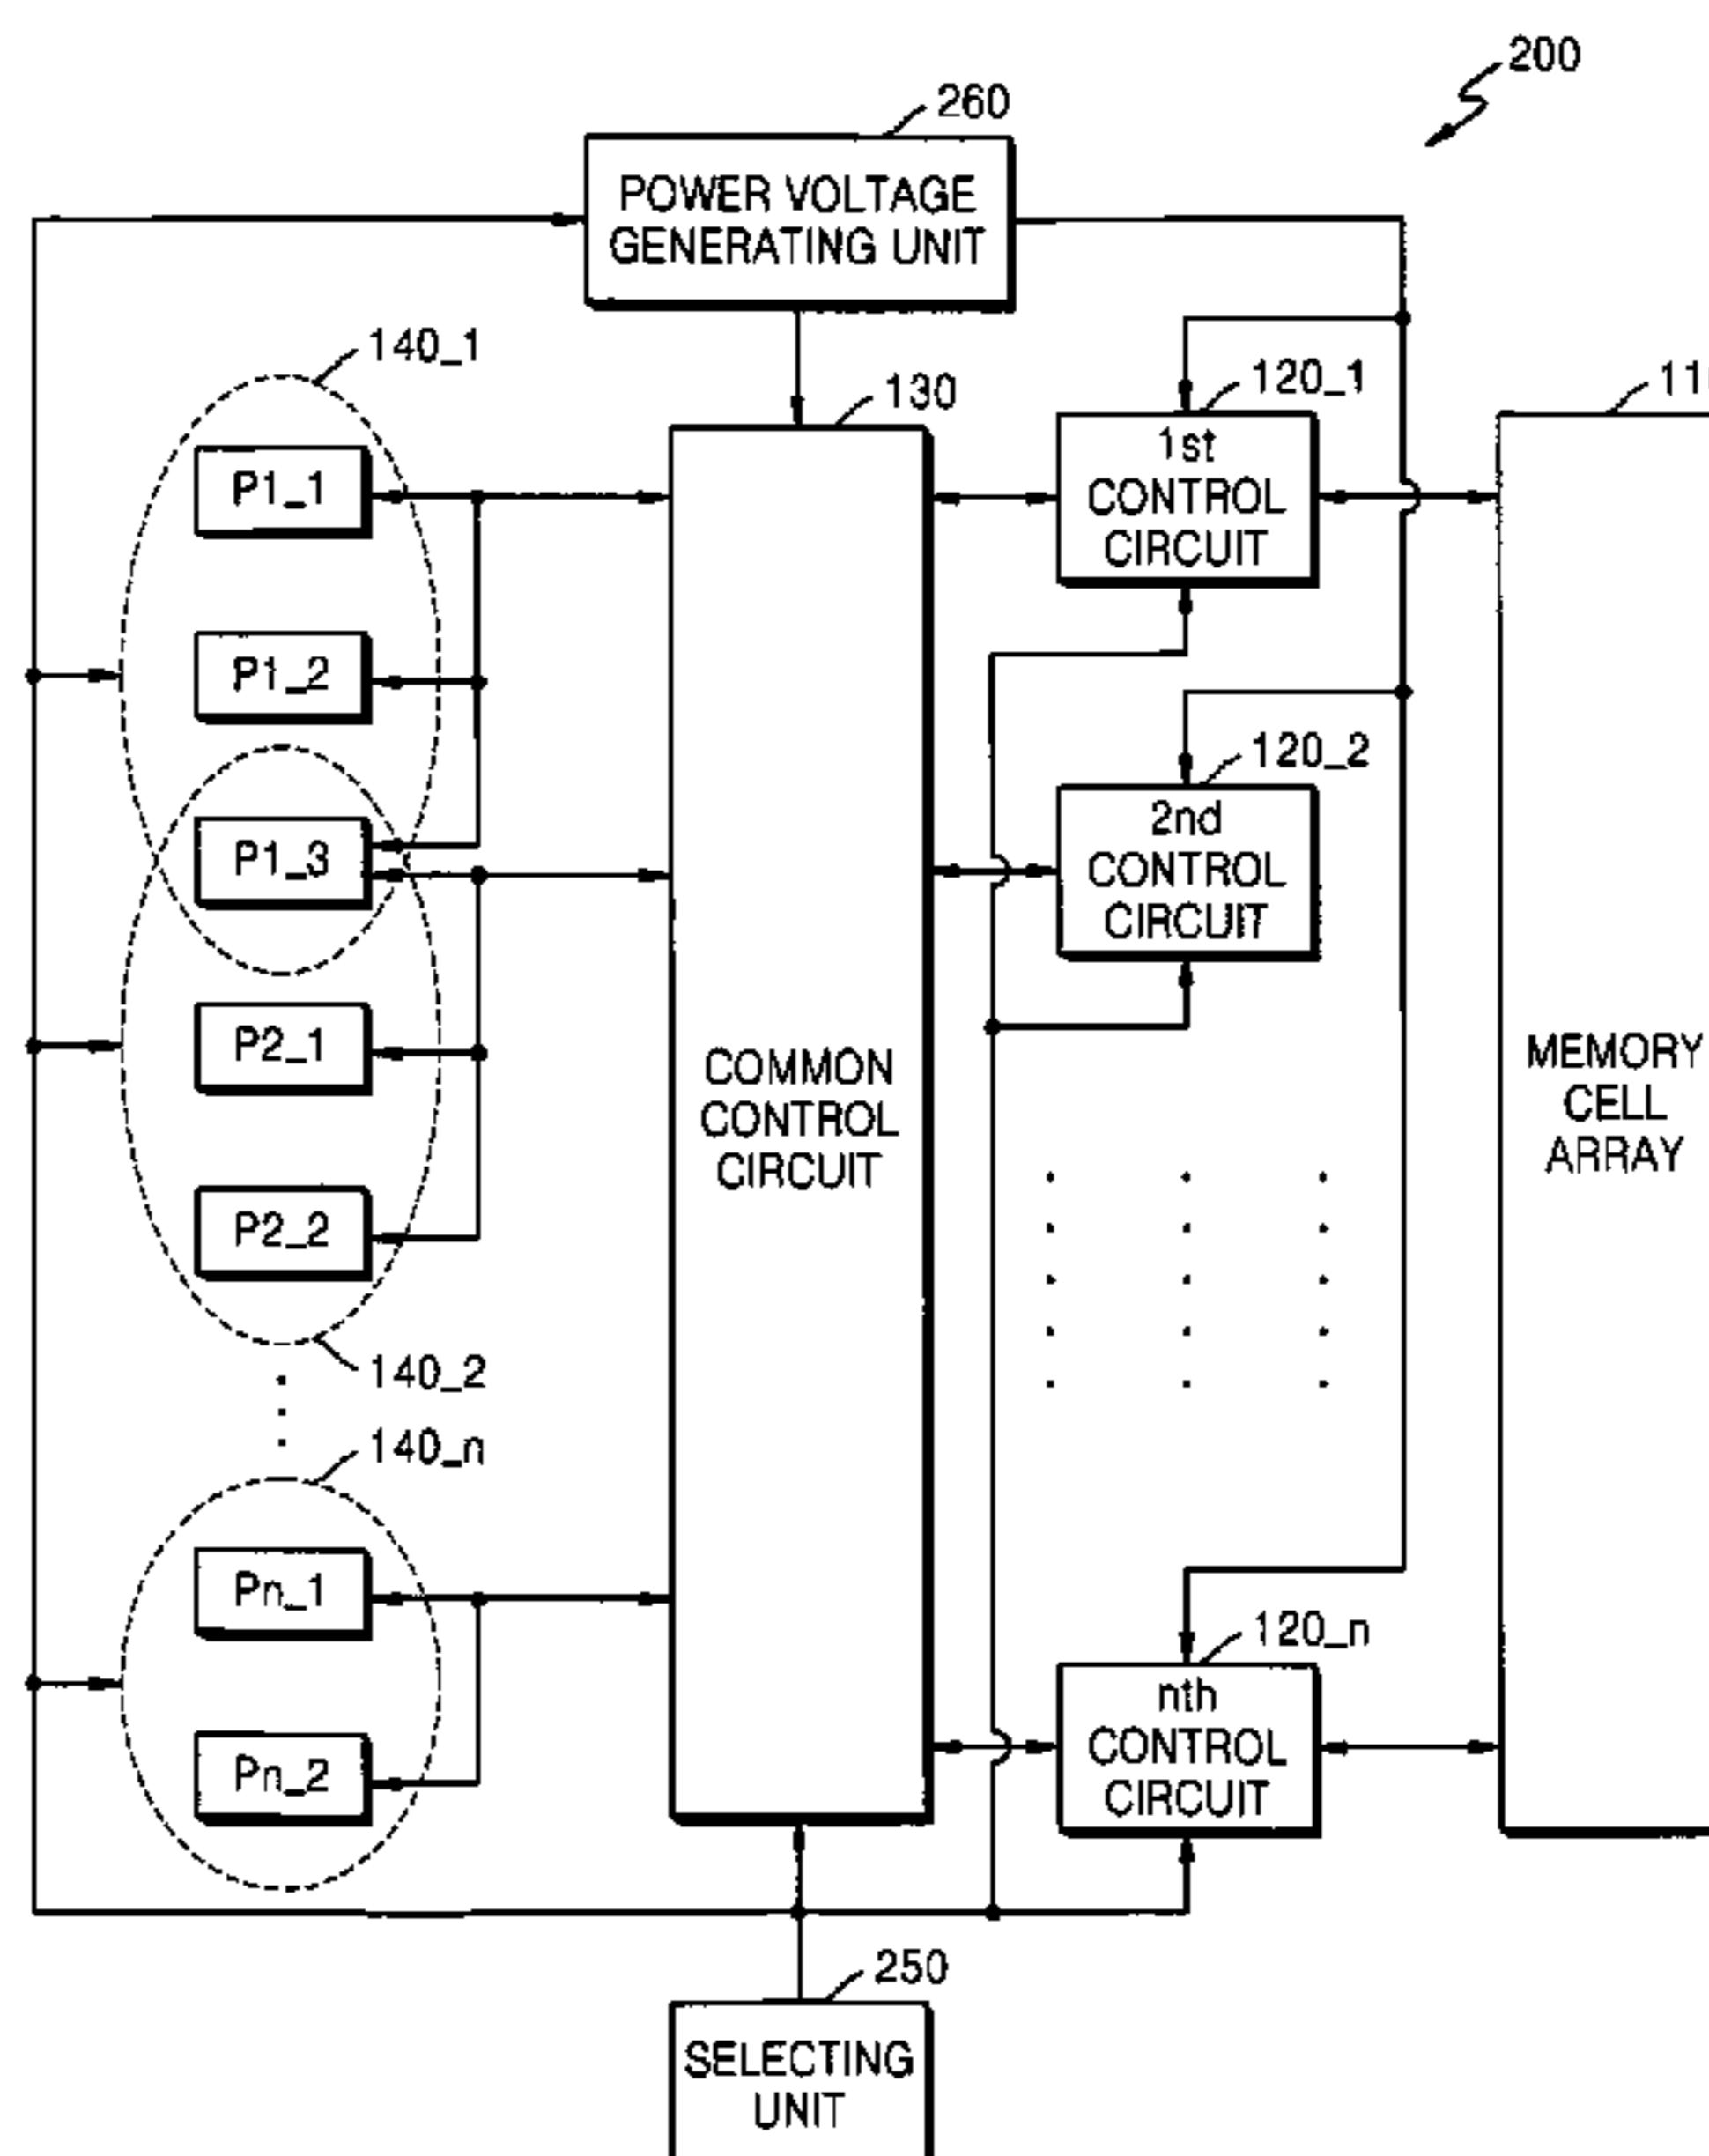 200
260
POWER VOLTAGE
GENERATING UNIT
140_1
130
120_1
P1_1
1st
CONTROL
CIRCUIT
P1_2
120_2
P1_3
2nd
CONTROL
CIRCUIT
P2_1
COMMON
CONTROL
CIRCUIT
MEMORY
CELL
ARRAY
P2_2
140_2
140_n
Pn_1
120_n
nth
CONTROL
CIRCUIT
Pn_2
250
SELECTING
UNIT